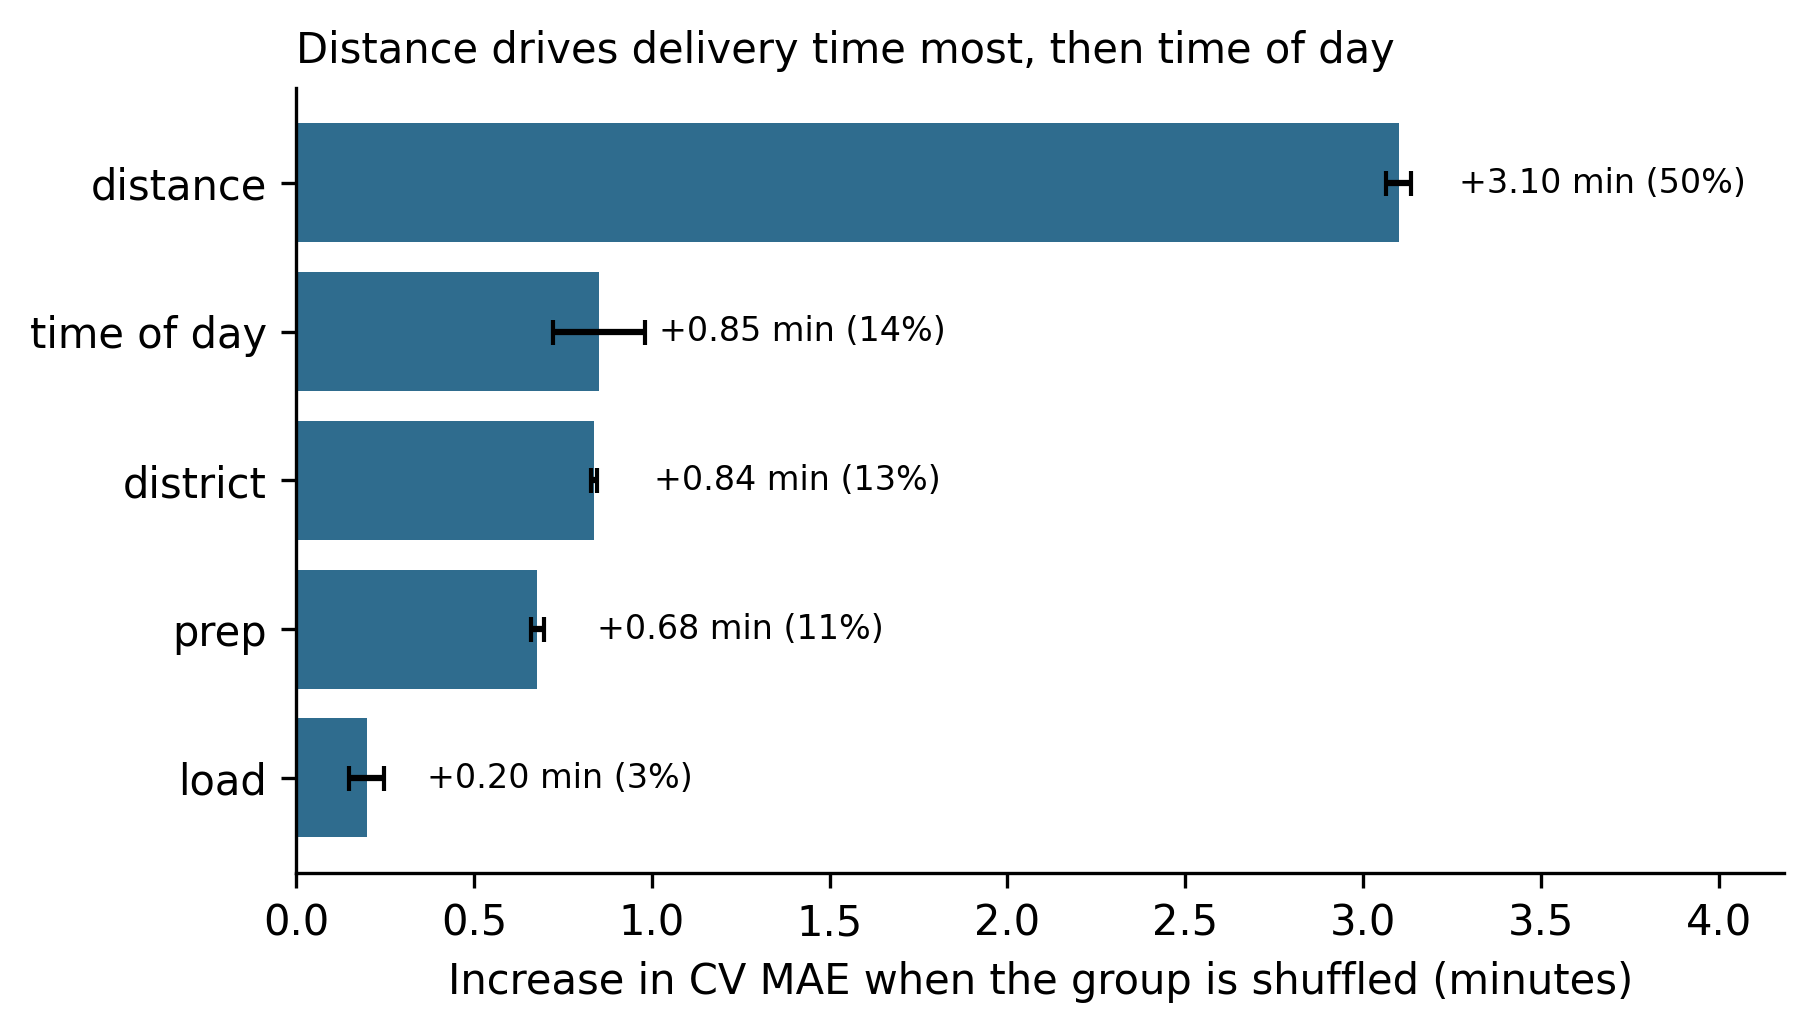 Distance drives delivery time most, then time of day
distance
+3.10 min (50%)
time of day
+0.85 min (14%)
district
+0.84 min (13%)
prep
+0.68 min (11%)
load
+0.20 min (3%)
0.0 0.5 1.0 1.5 2.0 2.5 3.0 3.5 4.0
Increase in CV MAE when the group is shuffled (minutes)